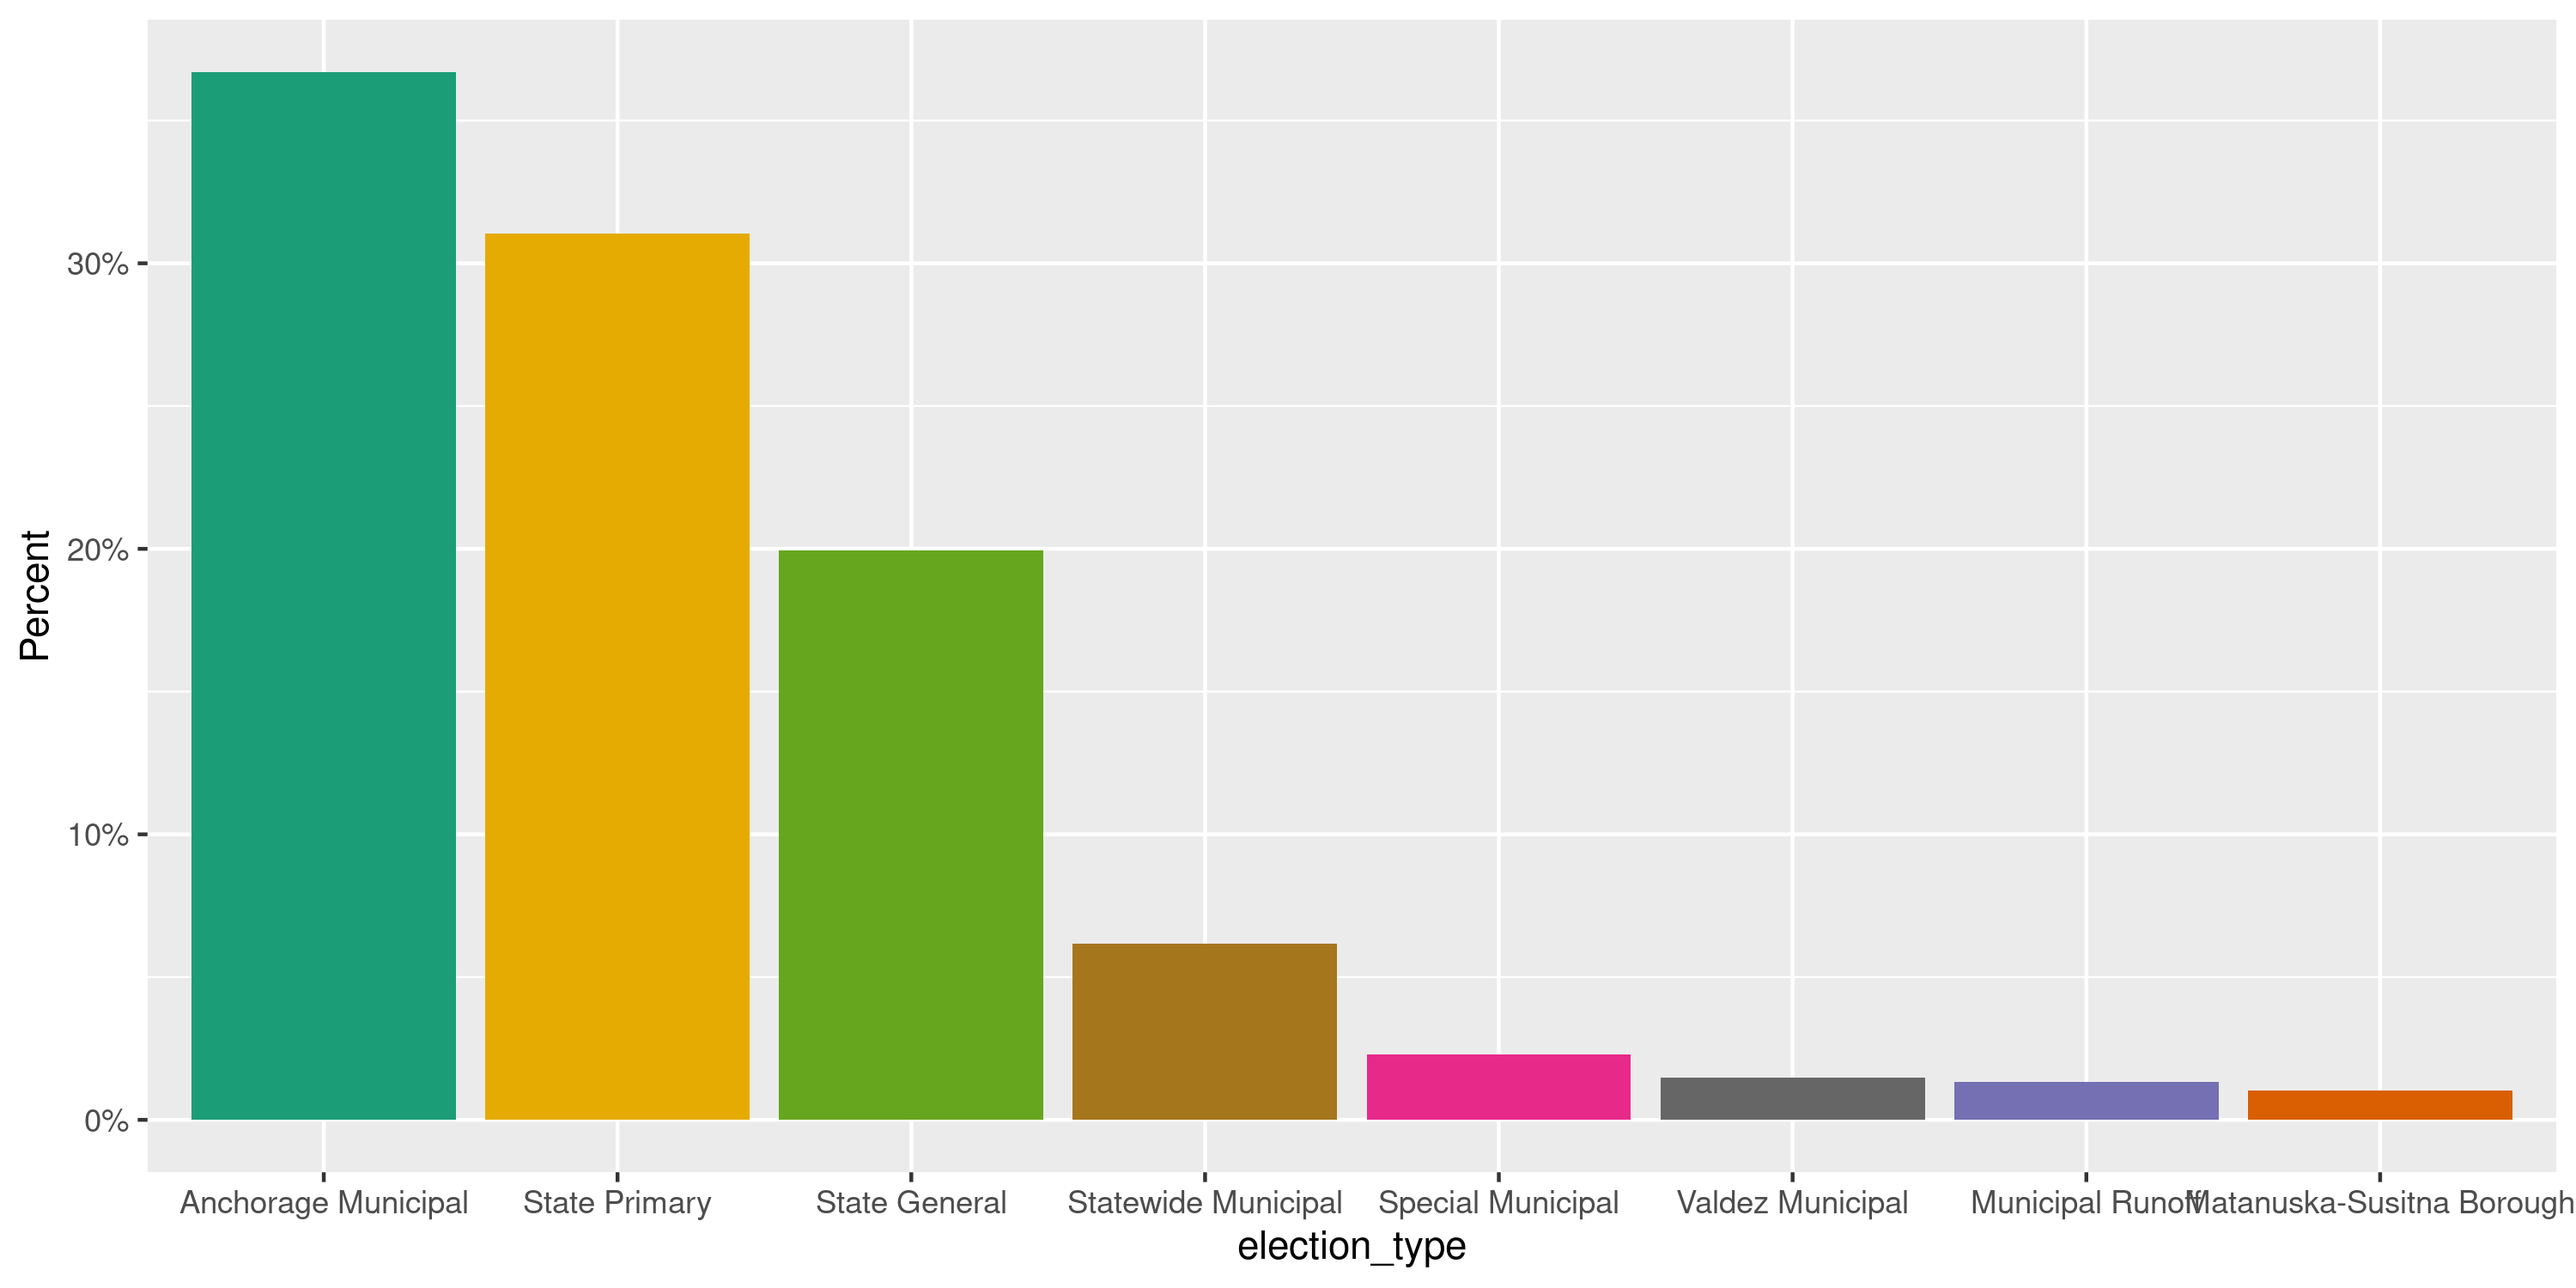 Percent
30%
20%
10%
0%
Anchorage Municipal
State Primary
State General
Statewide Municipal
Special Municipal
Valdez Municipal
Municipal Runoff
Matanuska-Susitna Borough
election_type